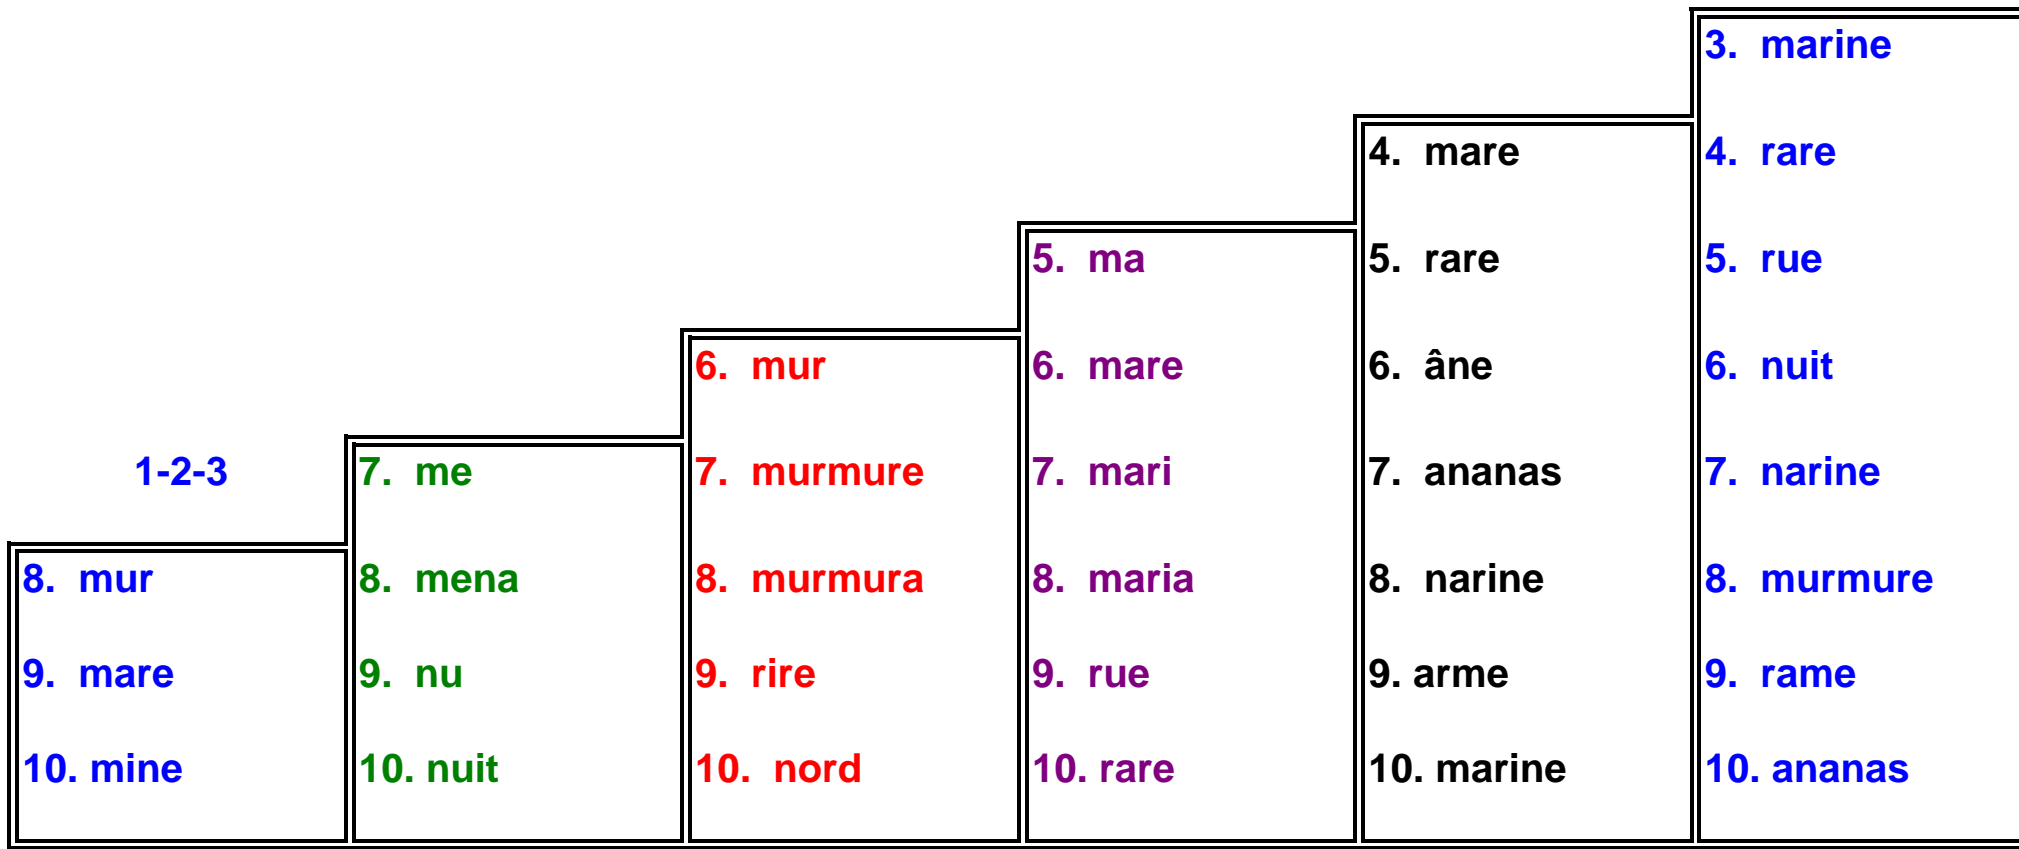 1-2-3
8. mur
9. mare
10. mine
7. me
8. mena
9. nu
10. nuit
6. mur
7. murmure
8. murmura
9. rire
10. nord
5. ma
6. mare
7. mari
8. maria
9. rue
10. rare
4. mare
5. rare
6. âne
7. ananas
8. narine
9. arme
10. marine
3. marine
4. rare
5. rue
6. nuit
7. narine
8. murmure
9. rame
10. ananas